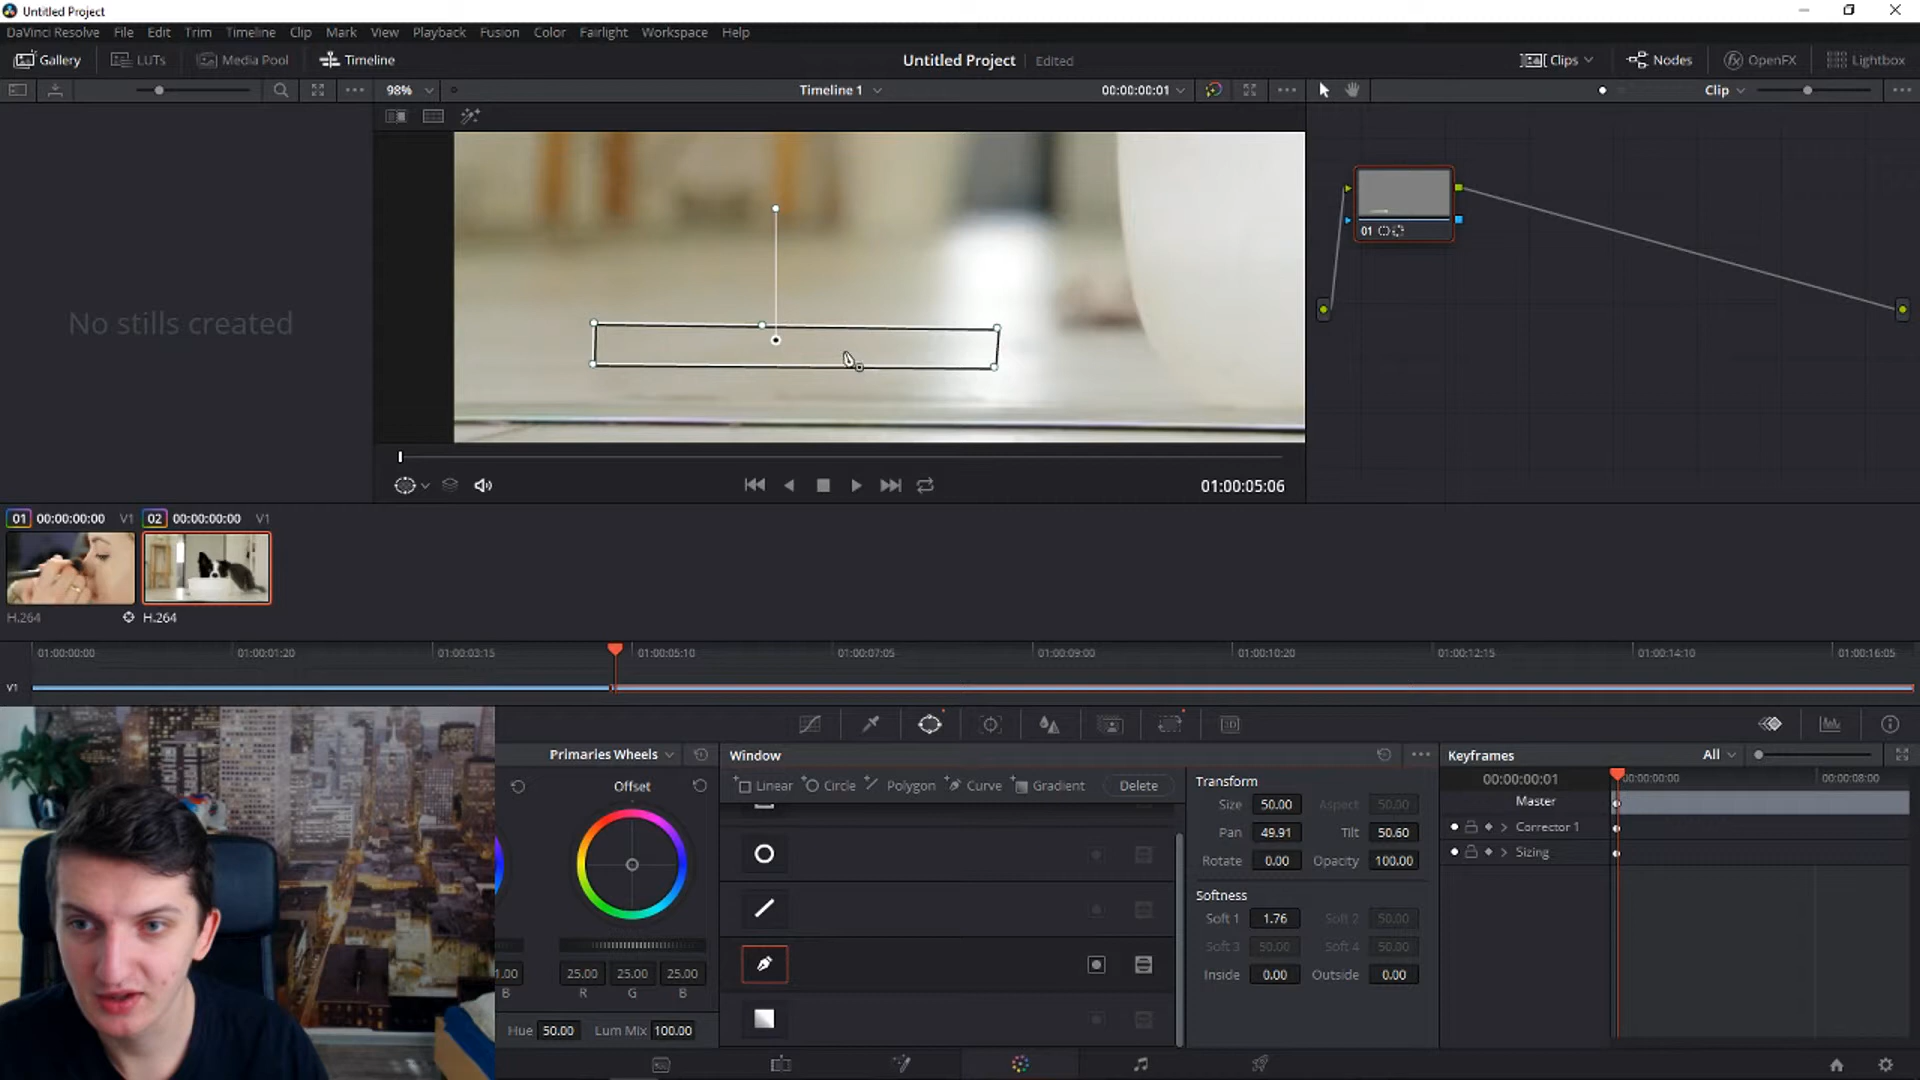 Untitled Project
DaVinci Resolve File Edit Trim Timeline Clip Mark View Playback Fusion Color Fairlight Workspace Help
Gallery LUTs Media Pool Timeline Untitled Project Edited Clips Nodes OpenFX Lightbox
98% Timeline 1 00:00:00:01 Clip
No stills created
01
01:00:05:06
01 00:00:00:00 V1 02 00:00:00:00 V1
H.264 H.264
01:00:00:00 01:00:01:20 01:00:03:15 01:00:05:10 01:00:07:05 01:00:09:00 01:00:10:20 01:00:12:15 01:00:14:10 01:00:16:05
V1
3D
Primaries Wheels Window Keyframes All
Offset Linear Circle Polygon Curve Gradient Delete Transform 00:00:00:01 00:00:00:00 00:00:08:00
Size 50.00 Aspect 50.00 Master
Pan 49.91 Tilt 50.60 Corrector 1
Rotate 0.00 Opacity 100.00 Sizing
Softness
Soft 1 1.76 Soft 2 50.00
Soft 3 50.00 Soft 4 50.00
1.00 25.00 25.00 25.00 Inside 0.00 Outside 0.00
B R G B
Hue 50.00 Lum Mix 100.00